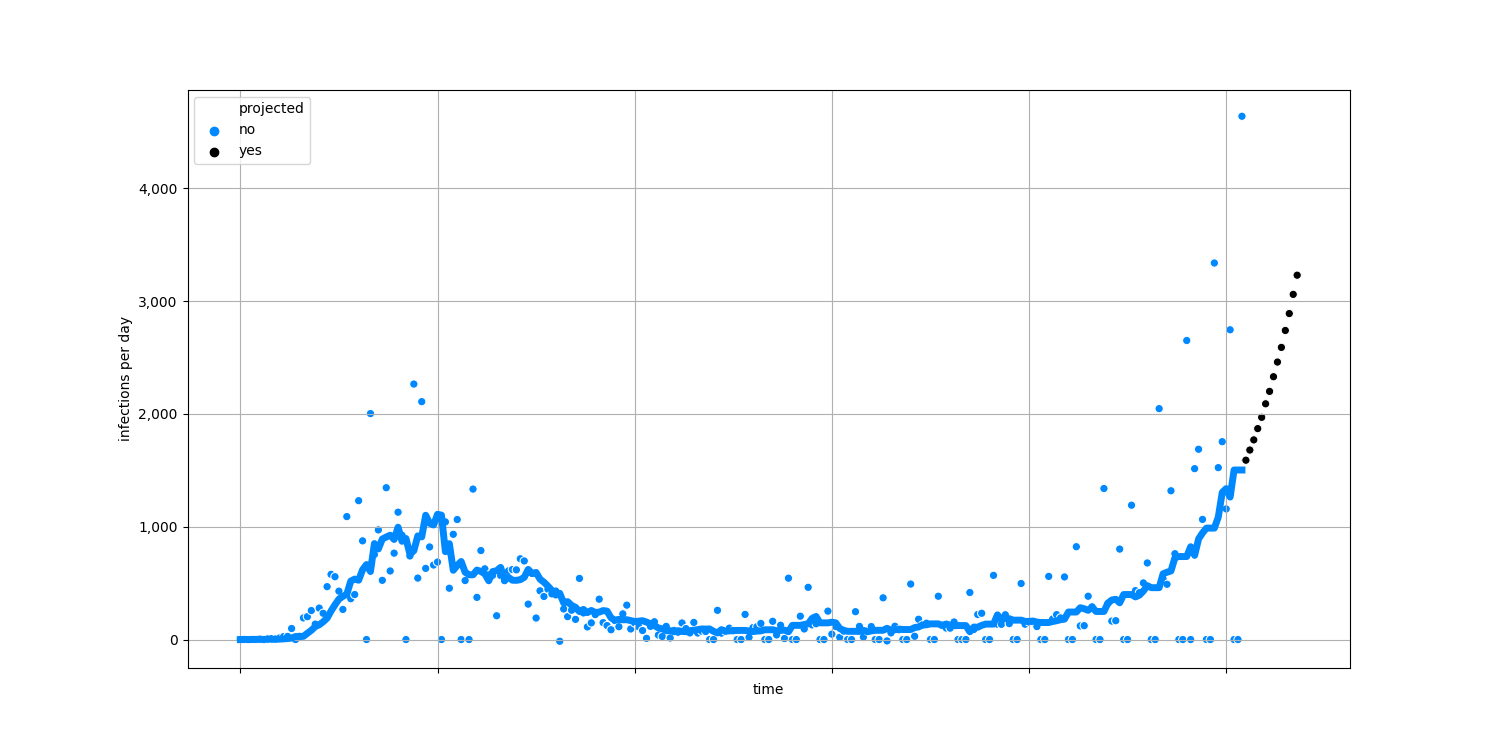 projected
no
yes
4,000
3,000
2,000
1,000
0
infections per day
time